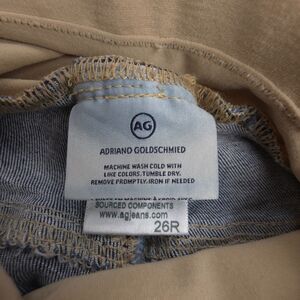 AG
ADRIANO GOLDSCHMIED
MACHINE WASH COLD WITH
LIKE COLORS. TUMBLE DRY.
REMOVE PROMPTLY. IRON IF NEEDED
SOURCED COMPONENTS
www.agjeans.com
26R